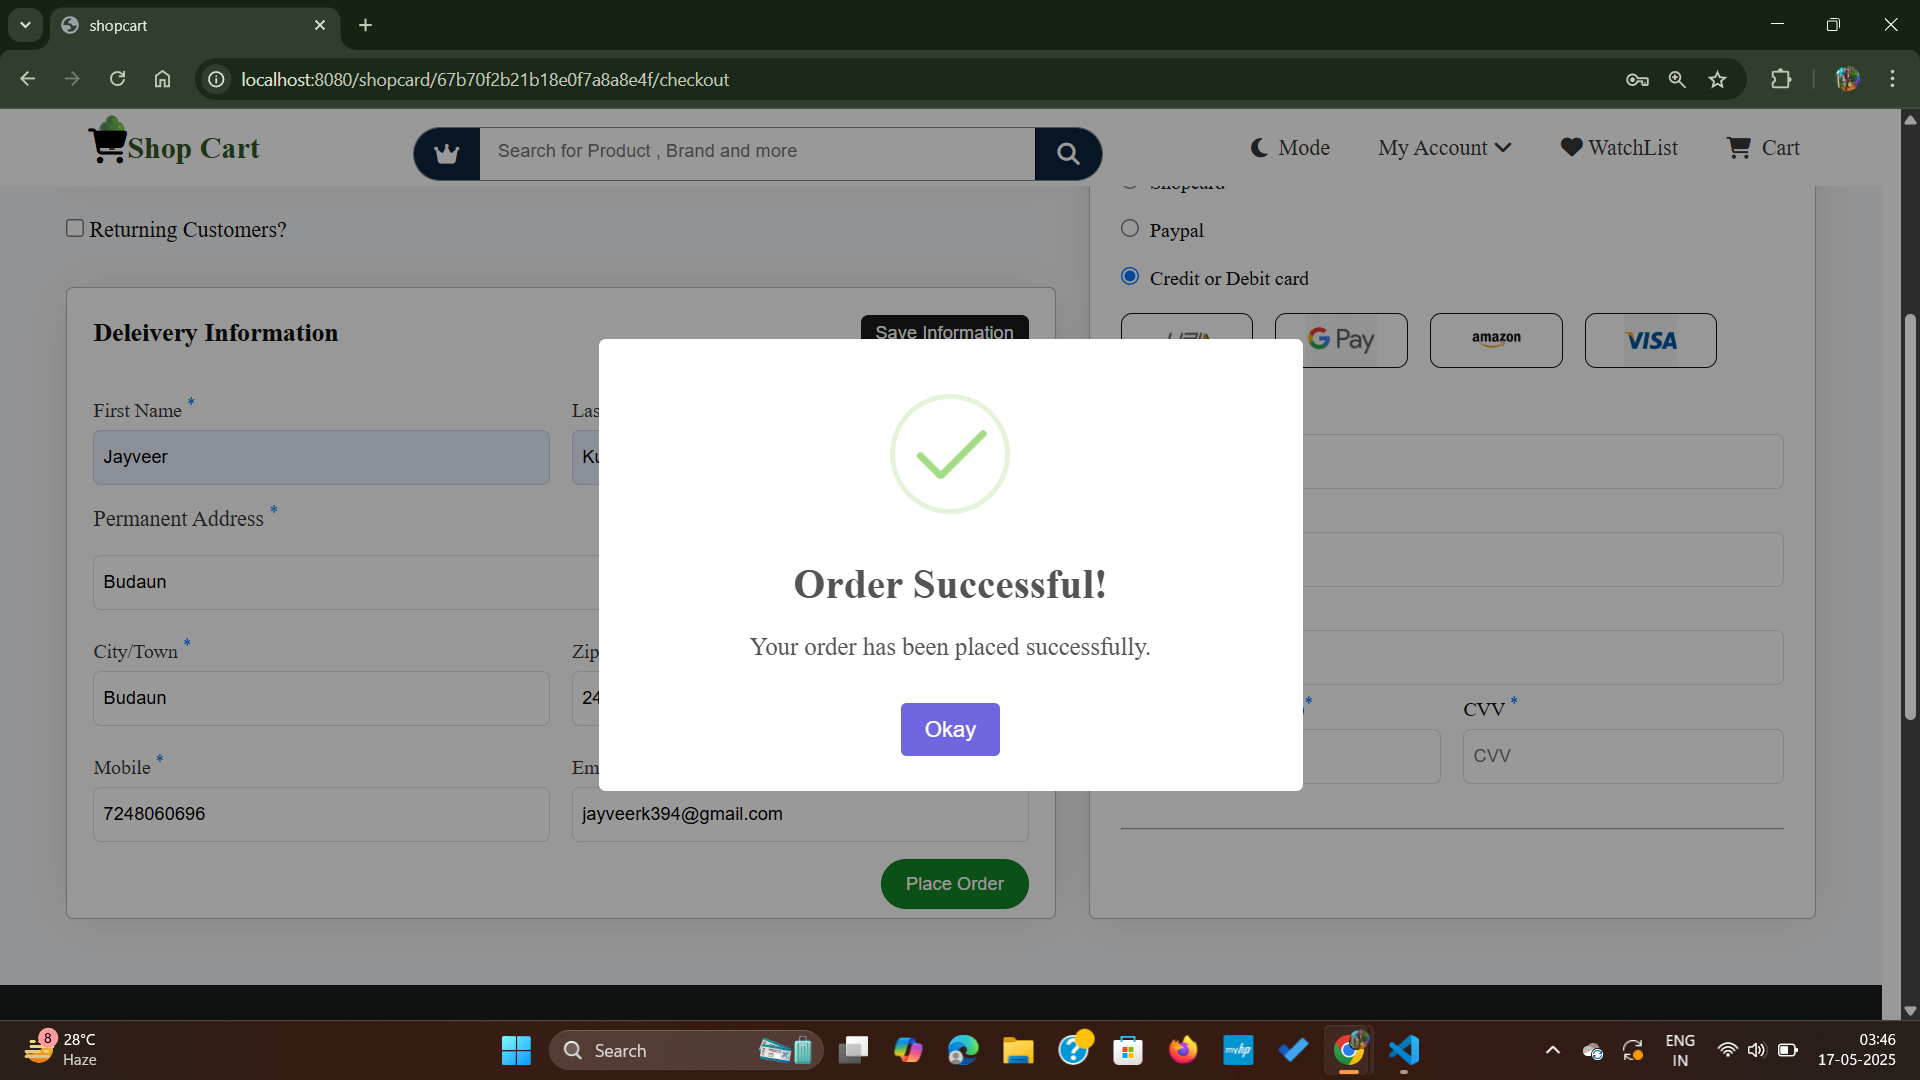 shopcart
localhost:8080/shopcard/67b70f2b21b18e0f7a8a8e4f/checkout
Shop Cart
Search for Product , Brand and more
Mode
My Account
WatchList
Cart
Returning Customers?
Paypal
Credit or Debit card
Deleivery Information
Save Information
G Pay
amazon
VISA
First Name *
Las
Jayveer
Ku
Permanent Address *
Budaun
City/Town *
Zip
Budaun
24
Mobile *
Em
7248060696
jayveerk394@gmail.com
Place Order
Order Successful!
Your order has been placed successfully.
Okay
*
CVV *
CVV
8
28°C
Haze
Search
myhp
ENG
IN
03:46
17-05-2025